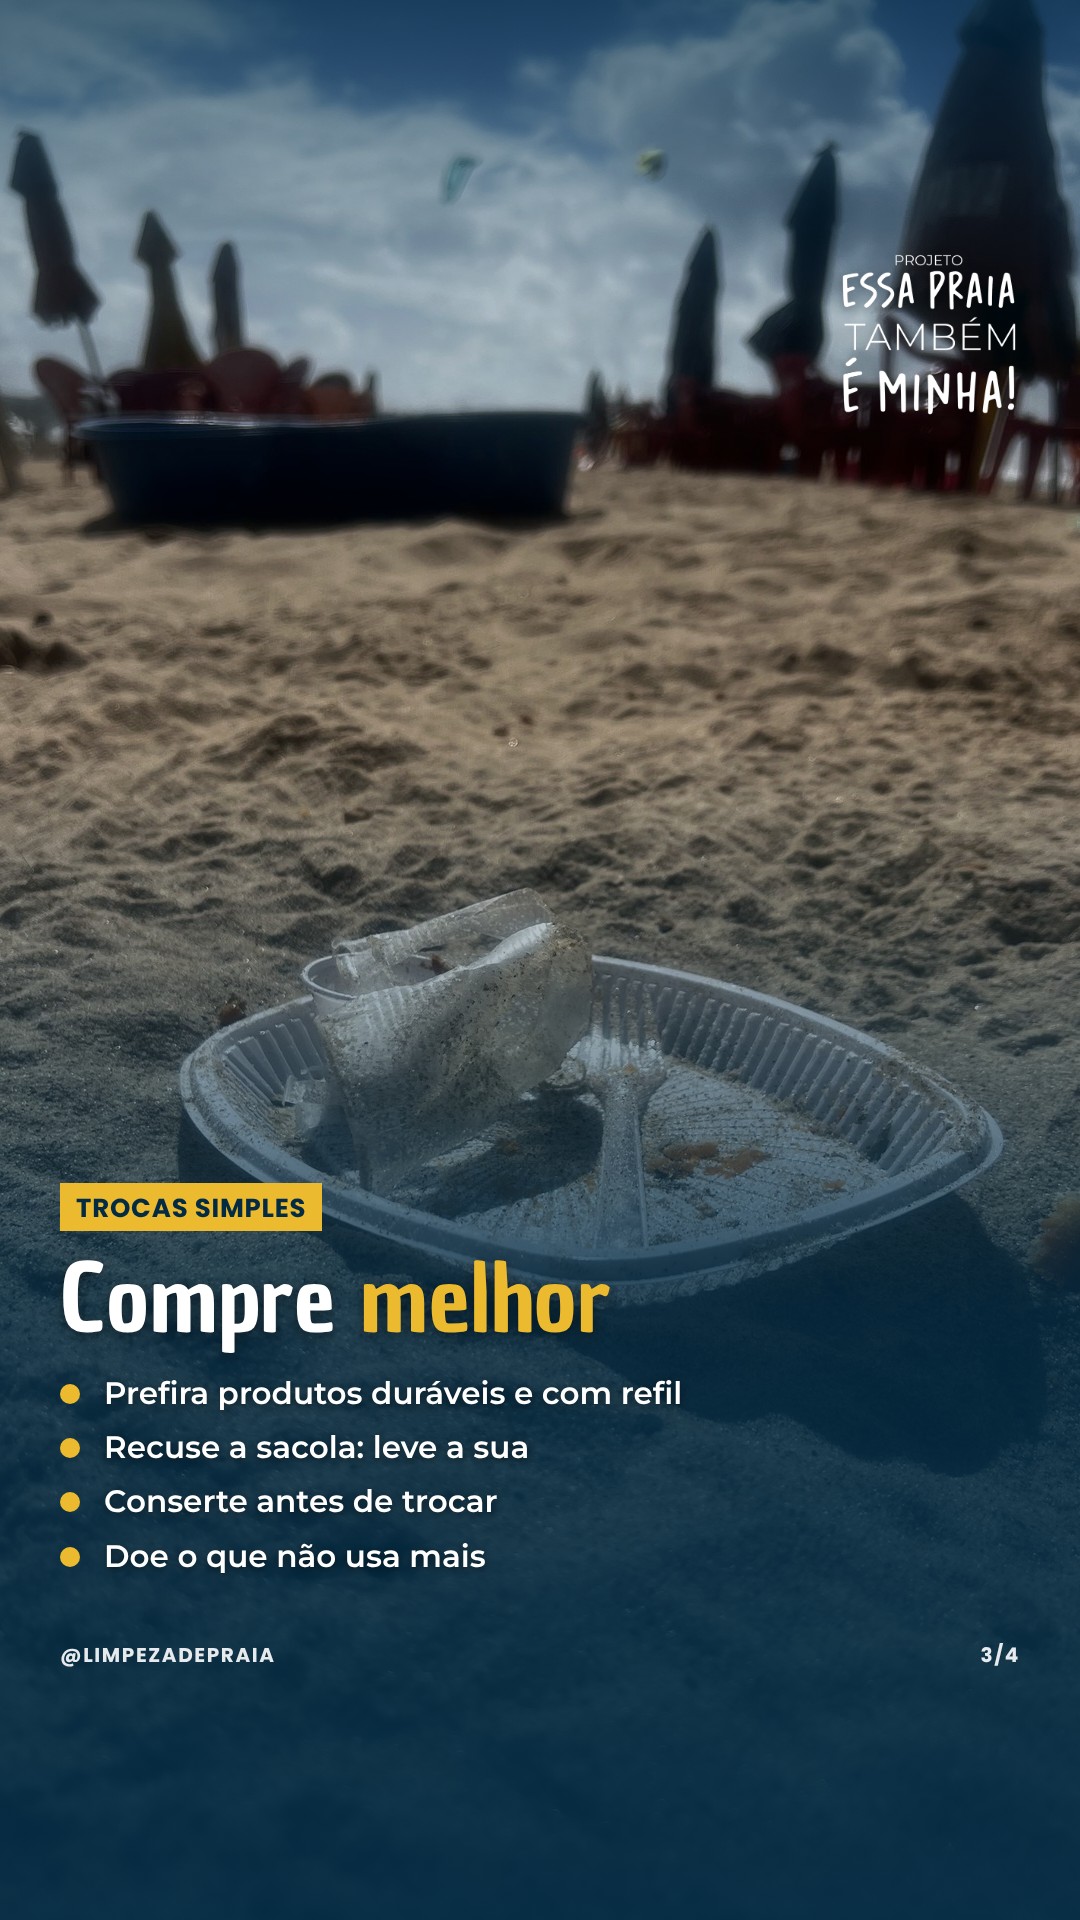 PROJETO
ESSA PRAIA
TAMBÉM
É MINHA!
TROCAS SIMPLES
Compre melhor
Prefira produtos duráveis e com refil
Recuse a sacola: leve a sua
Conserte antes de trocar
Doe o que não usa mais
@LIMPEZADEPRAIA
3/4